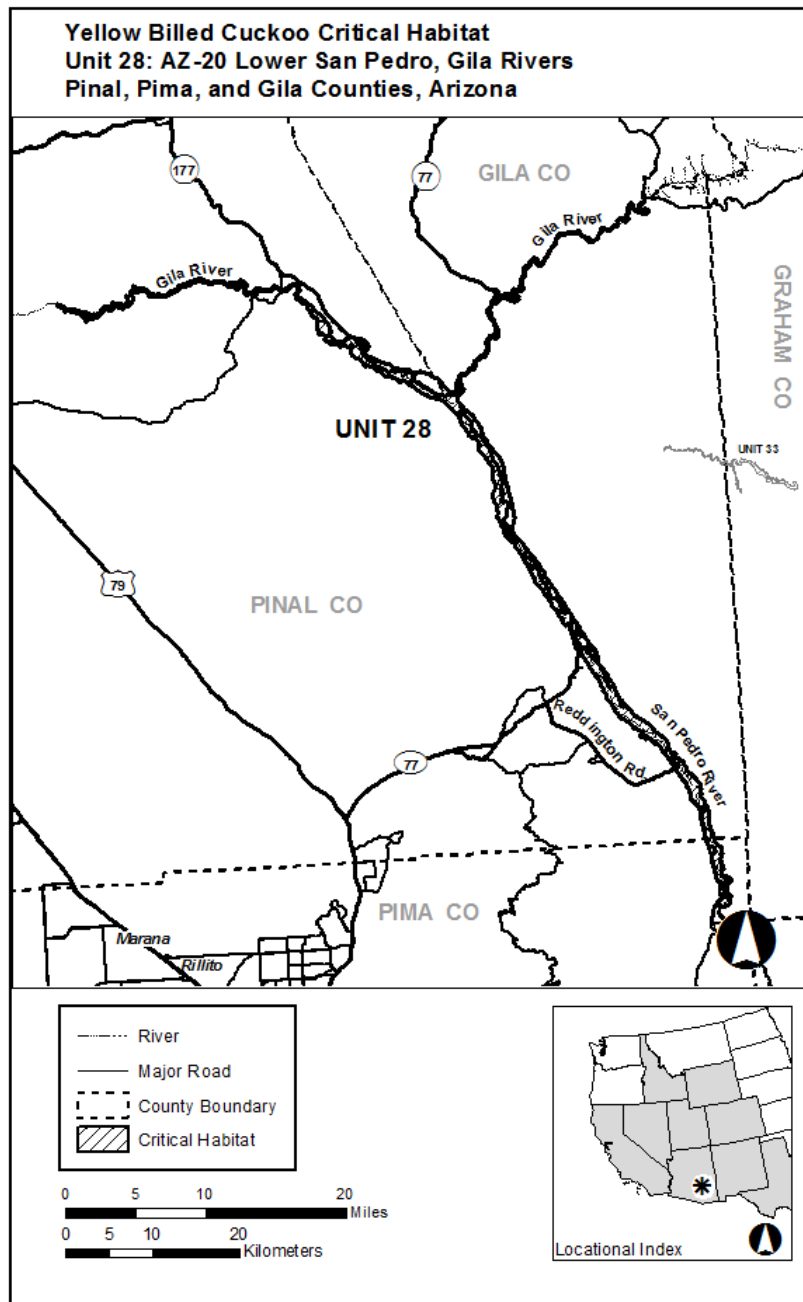 Yellow Billed Cuckoo Critical Habitat
Unit 28: AZ-20 Lower San Pedro, Gila Rivers
Pinal, Pima, and Gila Counties, Arizona
177
77
GILA CO
Gila River
Gila River
GRAHAM CO
UNIT 28
UNIT 33
79
PINAL CO
San Pedro River
Reddington Rd
77
PIMA CO
Marana
Rillito
River
Major Road
County Boundary
Critical Habitat
0 5 10 20
Miles
0 5 10 20
Kilometers
Locational Index